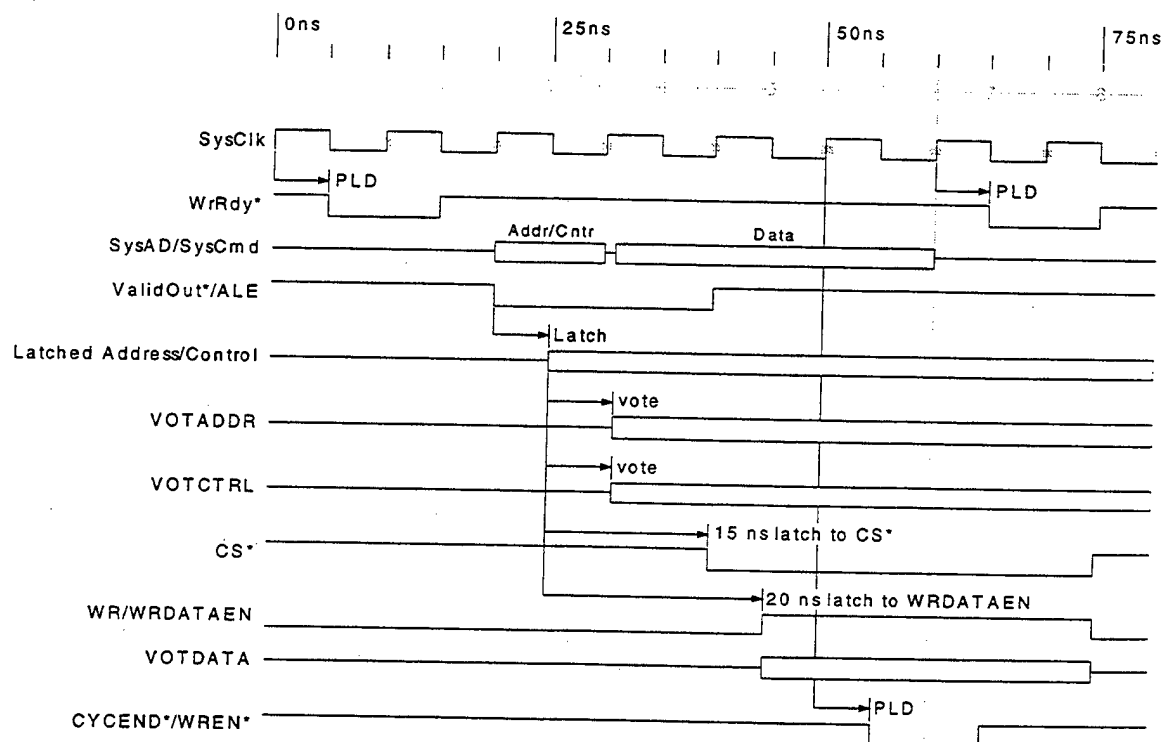 0ns 25ns 50ns 75ns
SysClk
PLD PLD
WrRdy*
Addr/Cntr Data
SysAD/SysCmd
ValidOut*/ALE
Latch
Latched Address/Control
vote
VOTADDR
vote
VOTCTRL
15 ns latch to CS*
CS*
20 ns latch to WRDATAEN
WR/WRDATAEN
VOTDATA
PLD
CYCEND*/WREN*